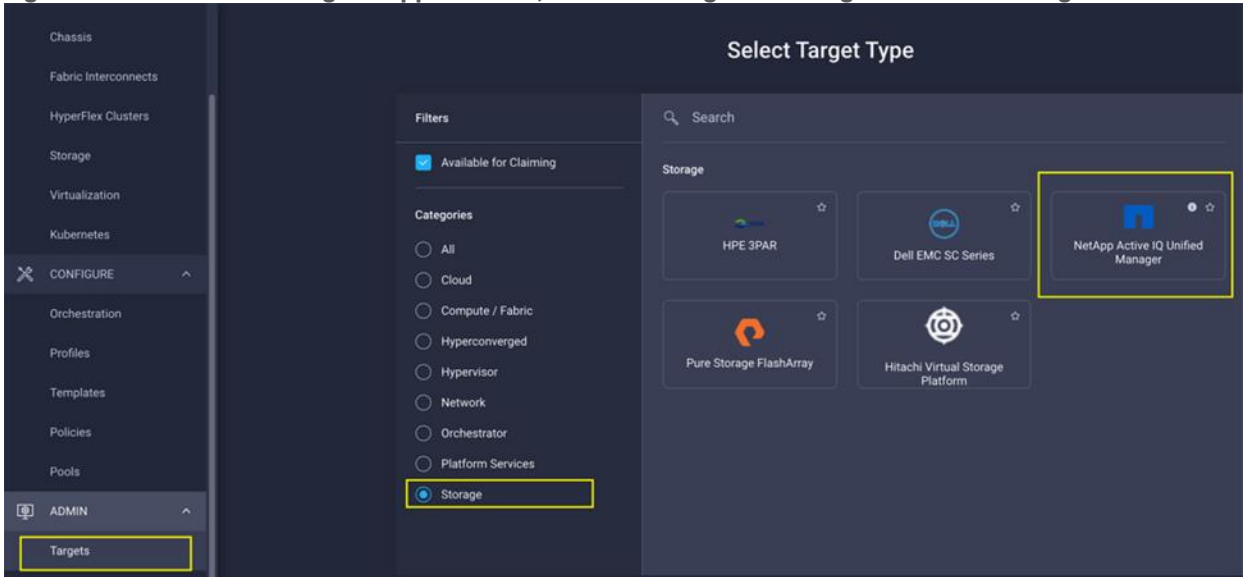 Chassis
Fabric Interconnects
HyperFlex Clusters
Storage
Virtualization
Kubernetes
CONFIGURE
Orchestration
Profiles
Templates
Policies
Pools
ADMIN
Targets
Select Target Type
Filters
Available for Claiming
Categories
All
Cloud
Compute / Fabric
Hyperconverged
Hypervisor
Network
Orchestrator
Platform Services
Storage
Search
Storage
HPE 3PAR
DELL
Dell EMC SC Series
NetApp Active IQ Unified
Manager
Pure Storage FlashArray
Hitachi Virtual Storage
Platform